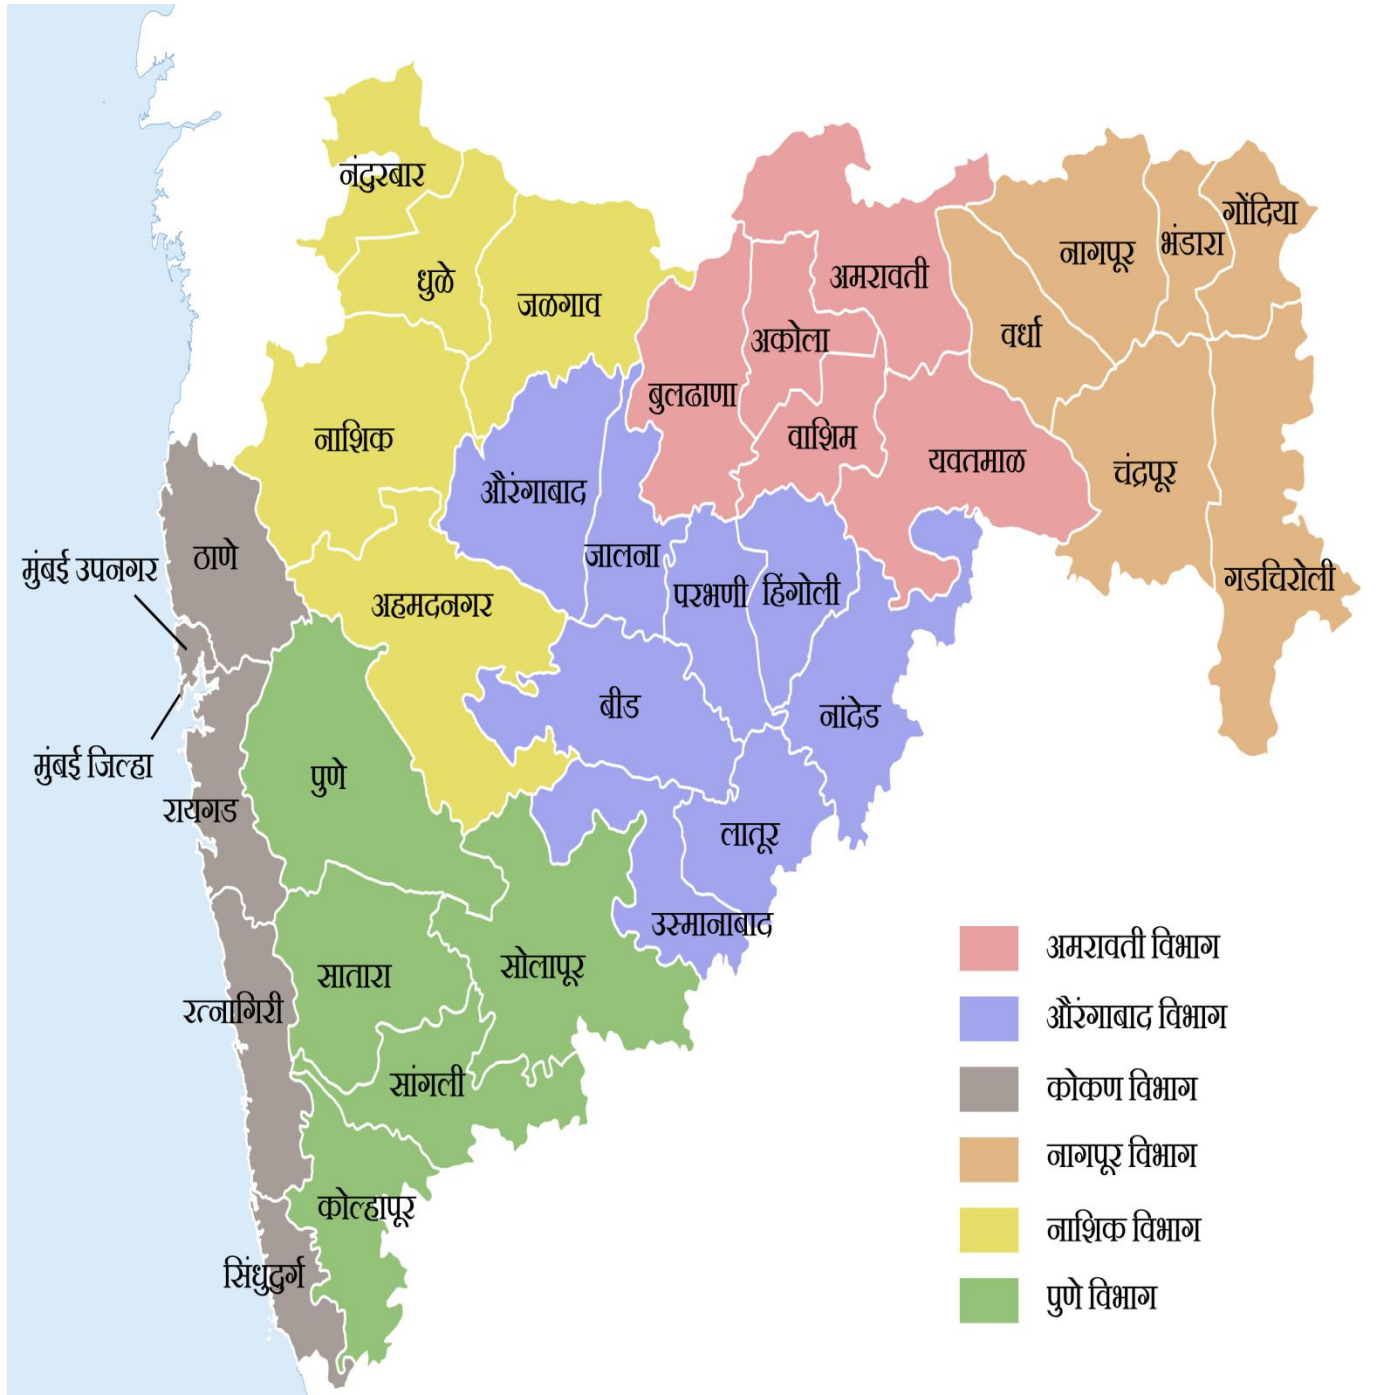 नंदुरबार
गोंदिया
नागपूर
भंडारा
धुळे
जळगाव
अमरावती
अकोला
वर्धा
बुलढाणा
नाशिक
वाशिम
यवतमाळ
चंद्रपूर
औरंगाबाद
ठाणे
जालना
मुंबई उपनगर
अहमदनगर
परभणी
हिंगोली
गडचिरोली
बीड
नांदेड
मुंबई जिल्हा
पुणे
रायगड
लातूर
उस्मानाबाद
सातारा
सोलापूर
रत्नागिरी
सांगली
कोल्हापूर
सिंधुदुर्ग
अमरावती विभाग
औरंगाबाद विभाग
कोकण विभाग
नागपूर विभाग
नाशिक विभाग
पुणे विभाग